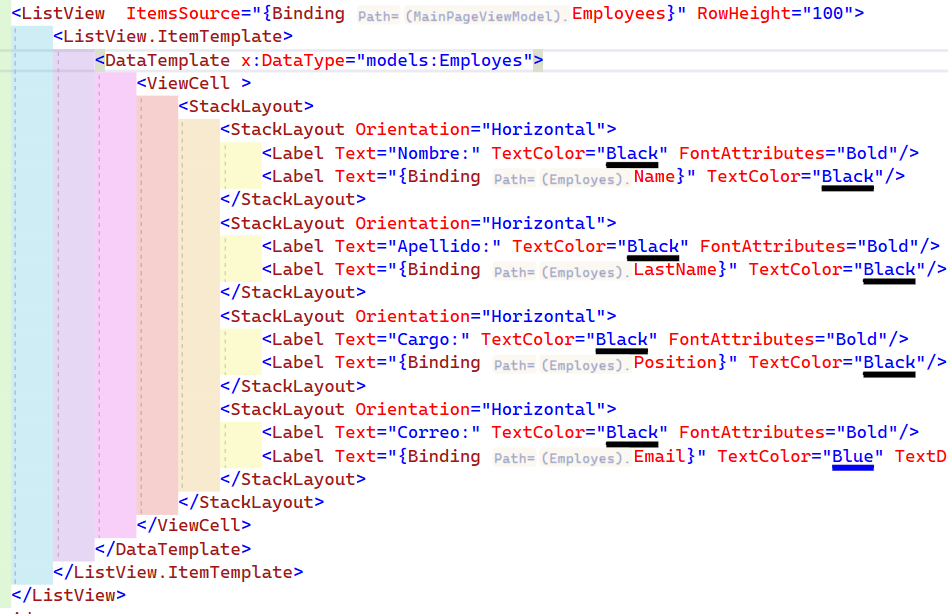 <ListView  ItemsSource="{Binding Path=(MainPageViewModel).Employees}" RowHeight="100">
<ListView.ItemTemplate>
<DataTemplate x:DataType="models:Employes">
<ViewCell >
<StackLayout>
<StackLayout Orientation="Horizontal">
<Label Text="Nombre:" TextColor="Black" FontAttributes="Bold"/>
<Label Text="{Binding Path=(Employes).Name}" TextColor="Black"/>
</StackLayout>
<StackLayout Orientation="Horizontal">
<Label Text="Apellido:" TextColor="Black" FontAttributes="Bold"/>
<Label Text="{Binding Path=(Employes).LastName}" TextColor="Black"/>
</StackLayout>
<StackLayout Orientation="Horizontal">
<Label Text="Cargo:" TextColor="Black" FontAttributes="Bold"/>
<Label Text="{Binding Path=(Employes).Position}" TextColor="Black"/>
</StackLayout>
<StackLayout Orientation="Horizontal">
<Label Text="Correo:" TextColor="Black" FontAttributes="Bold"/>
<Label Text="{Binding Path=(Employes).Email}" TextColor="Blue" TextD
</StackLayout>
</StackLayout>
</ViewCell>
</DataTemplate>
</ListView.ItemTemplate>
</ListView>